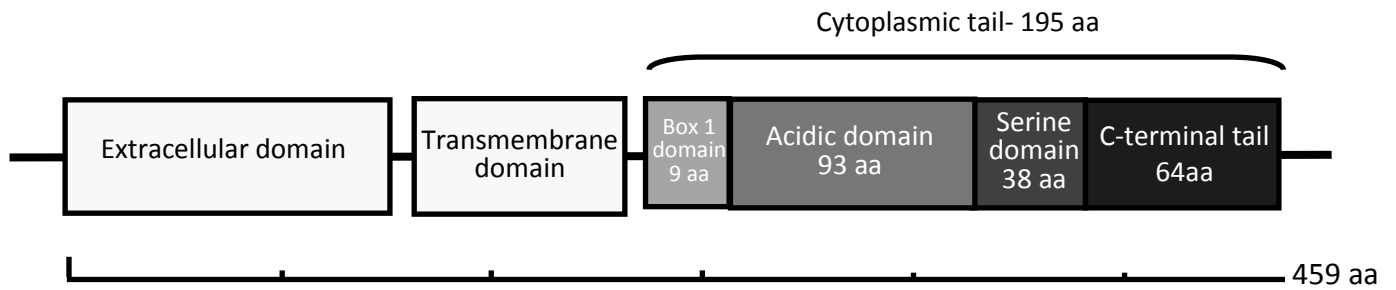 Cytoplasmic tail- 195 aa
Extracellular domain
Transmembrane
domain
Box 1
domain
9 aa
Acidic domain
93 aa
Serine
domain
38 aa
C-terminal tail
64aa
459 aa